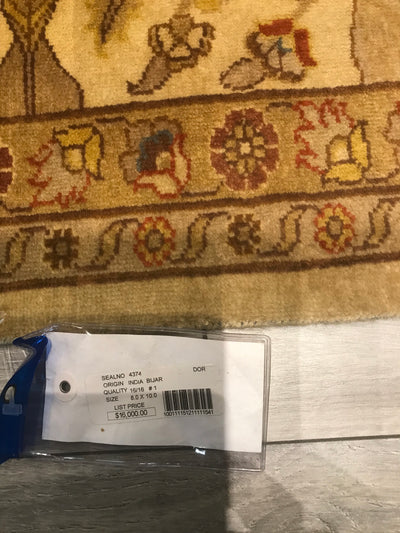 SEALNO 4374 DOR
ORIGIN INDIA BIJAR
QUALITY 16/16 # 1
SIZE 8.0 X 10.0
LIST PRICE
$16,000.00